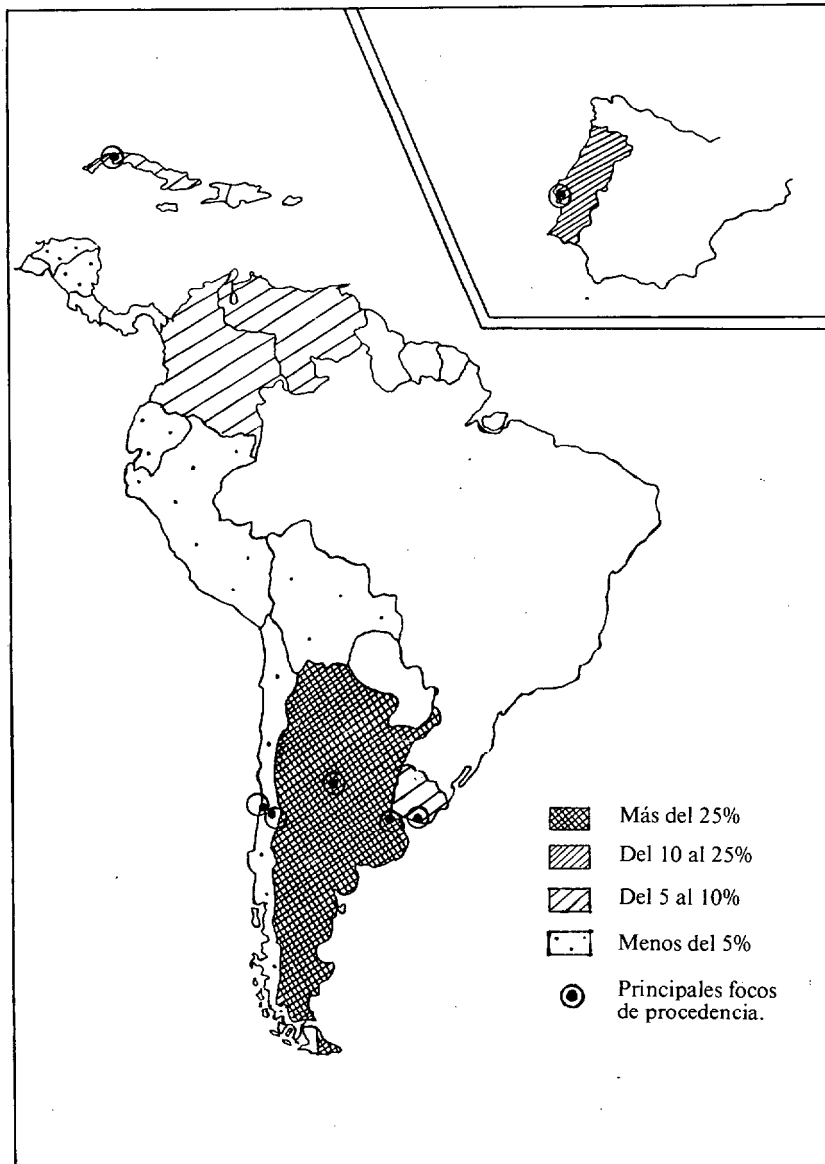 Más del 25%
Del 10 al 25%
Del 5 al 10%
Menos del 5%
Principales focos
de procedencia.